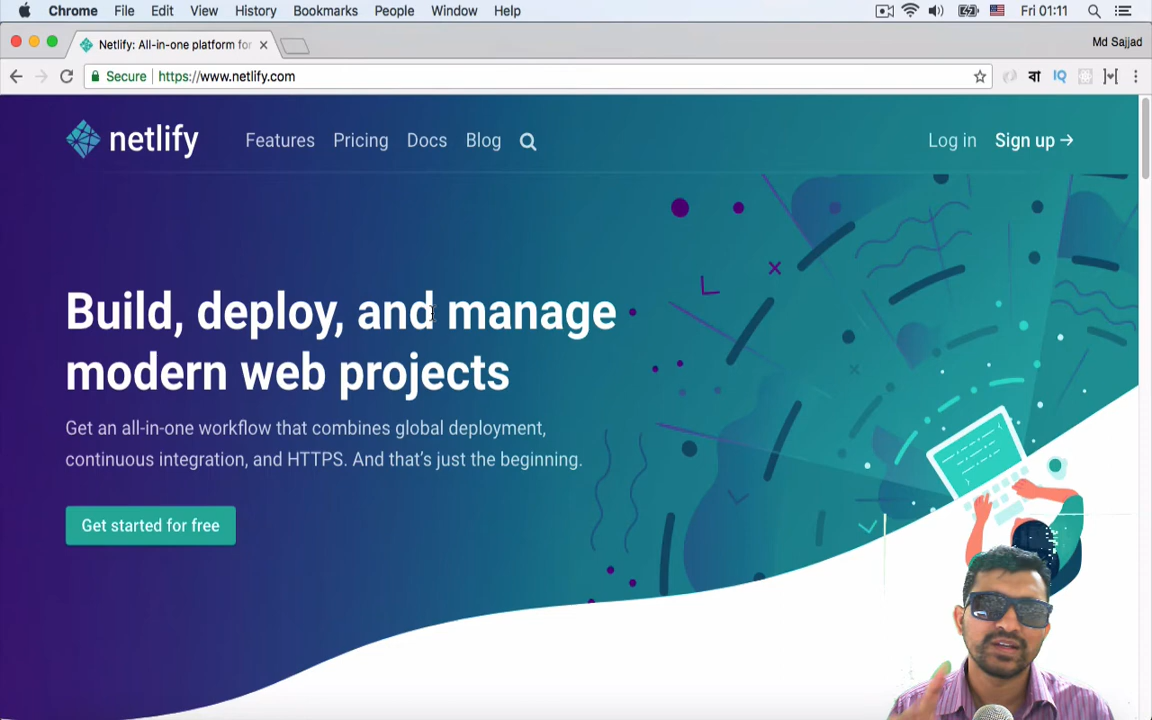 Chrome File Edit View History Bookmarks People Window Help Fri 01:11
Netlify: All-in-one platform for Md Sajjad
Secure https://www.netlify.com বা IQ
netlify Features Pricing Docs Blog Log in Sign up →
Build, deploy, and manage
modern web projects
Get an all-in-one workflow that combines global deployment,
continuous integration, and HTTPS. And that’s just the beginning.
Get started for free